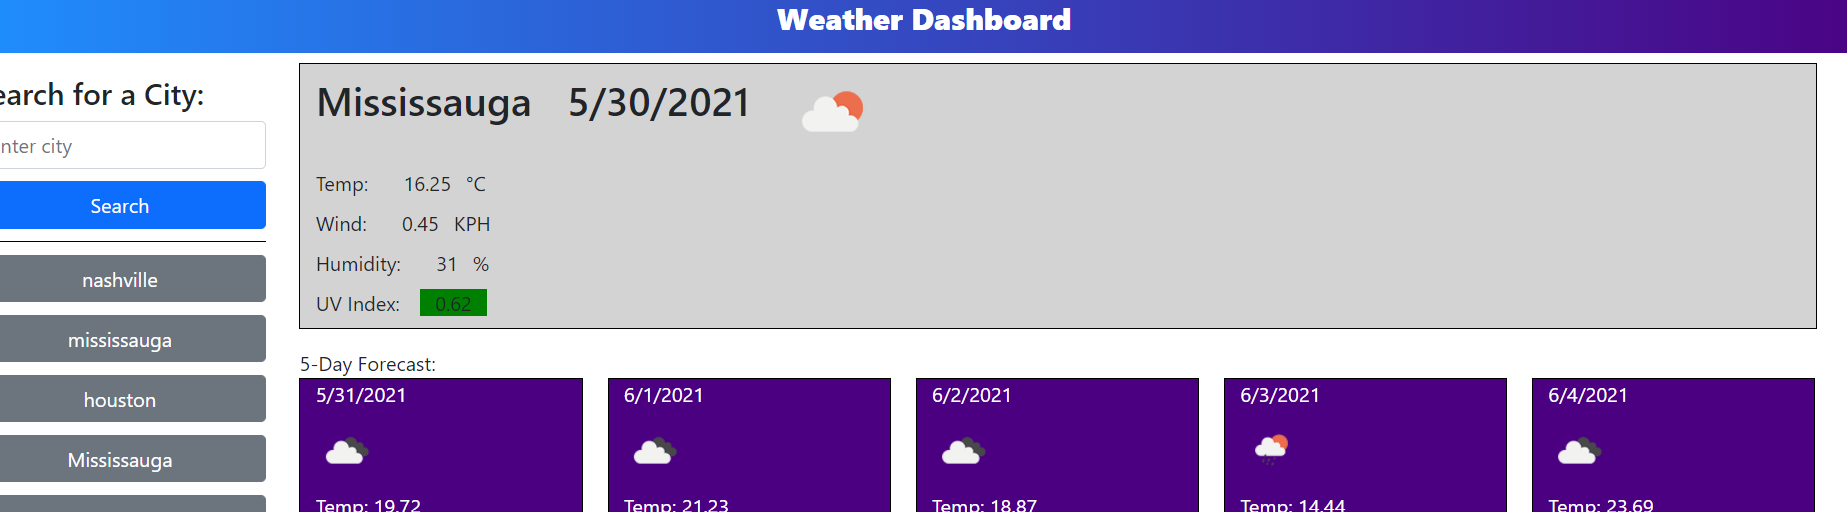 Weather Dashboard
earch for a City:
nter city
Search
nashville
mississauga
houston
Mississauga
Mississauga 5/30/2021
Temp: 16.25 °C
Wind: 0.45 KPH
Humidity: 31 %
UV Index: 0.62
5-Day Forecast:
5/31/2021
Temp: 19.72
6/1/2021
Temp: 21.23
6/2/2021
Temp: 18.87
6/3/2021
Temp: 14.44
6/4/2021
Temp: 23.69